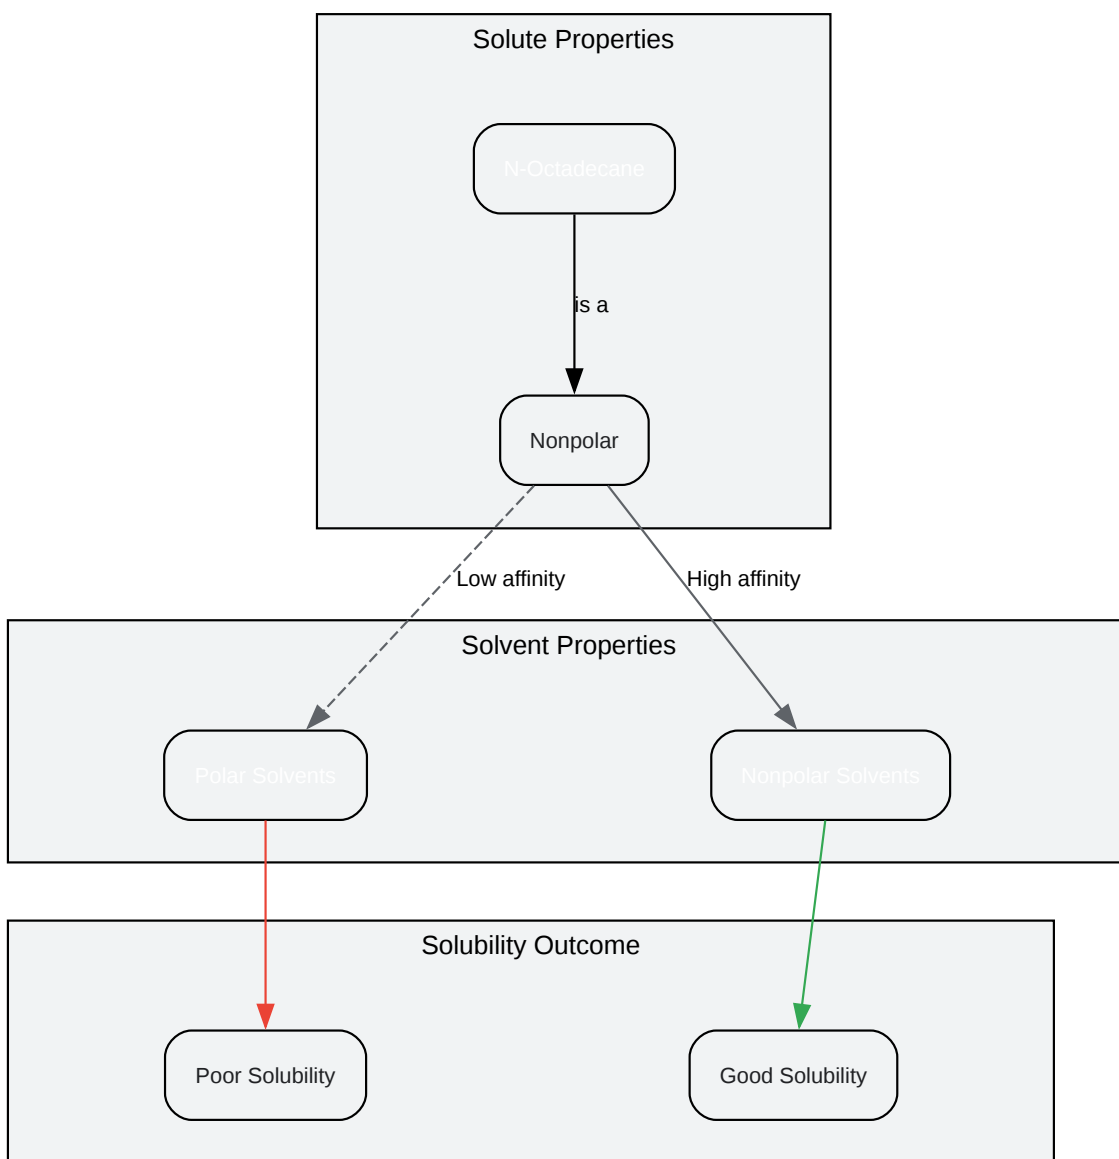 Solute Properties
N-Octadecane
is a
Nonpolar
Low affinity
High affinity
Solvent Properties
Polar Solvents
Nonpolar Solvents
Solubility Outcome
Poor Solubility
Good Solubility